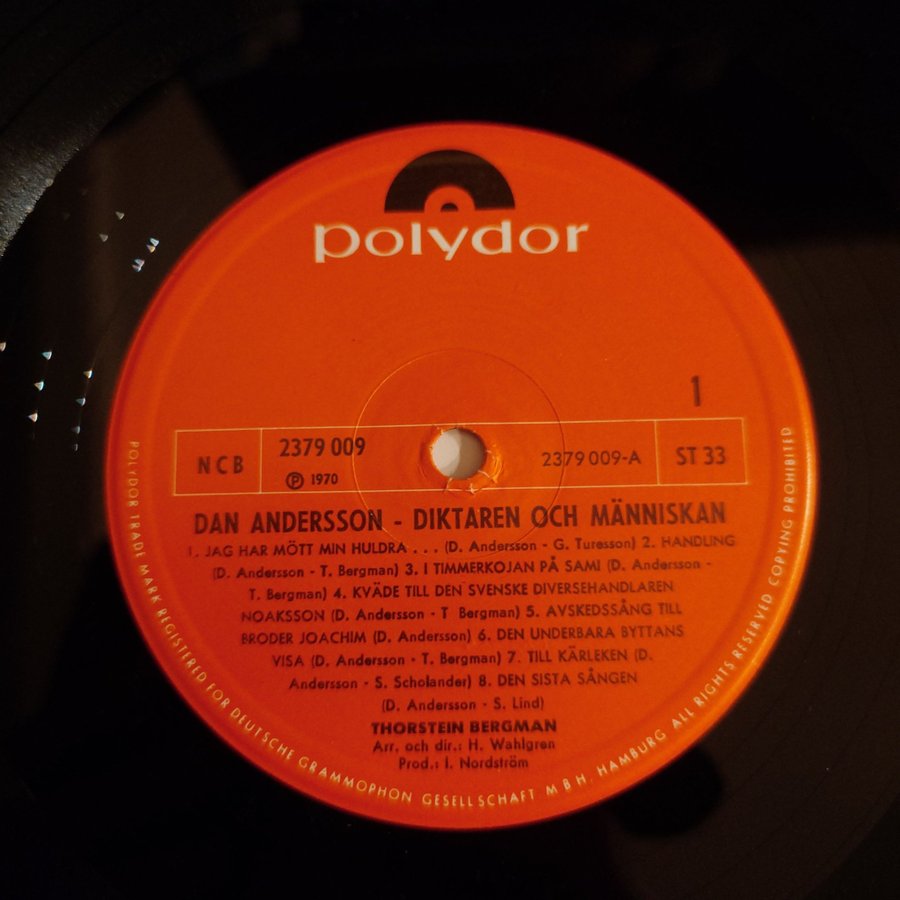 polydor
1
NCB
2379 009
Ⓟ 1970
2379 009-A
ST 33
DAN ANDERSSON - DIKTAREN OCH MÄNNISKAN
1. JAG HAR MÖTT MIN HULDRA . . . (D. Andersson - G. Turesson) 2. HANDLING
(D. Andersson - T. Bergman) 3. I TIMMERKOJAN PÅ SAMI (D. Andersson -
T. Bergman) 4. KVÄDE TILL DEN SVENSKE DIVERSEHANDLAREN
NOAKSSON (D. Andersson - T Bergman) 5. AVSKEDSSÅNG TILL
BRODER JOACHIM (D. Andersson) 6. DEN UNDERBARA BYTTANS
VISA (D. Andersson - T. Bergman) 7. TILL KÄRLEKEN (D.
Andersson - S. Scholander) 8. DEN SISTA SÅNGEN
(D. Andersson - S. Lind)
THORSTEIN BERGMAN
Arr. och dir.: H. Wahlgren
Prod.: I. Nordström
POLYDOR TRADE MARK REGISTERED FOR DEUTSCHE GRAMMOPHON GESELLSCHAFT M B H, HAMBURG ALL RIGHTS RESERVED COPYING PROHIBITED